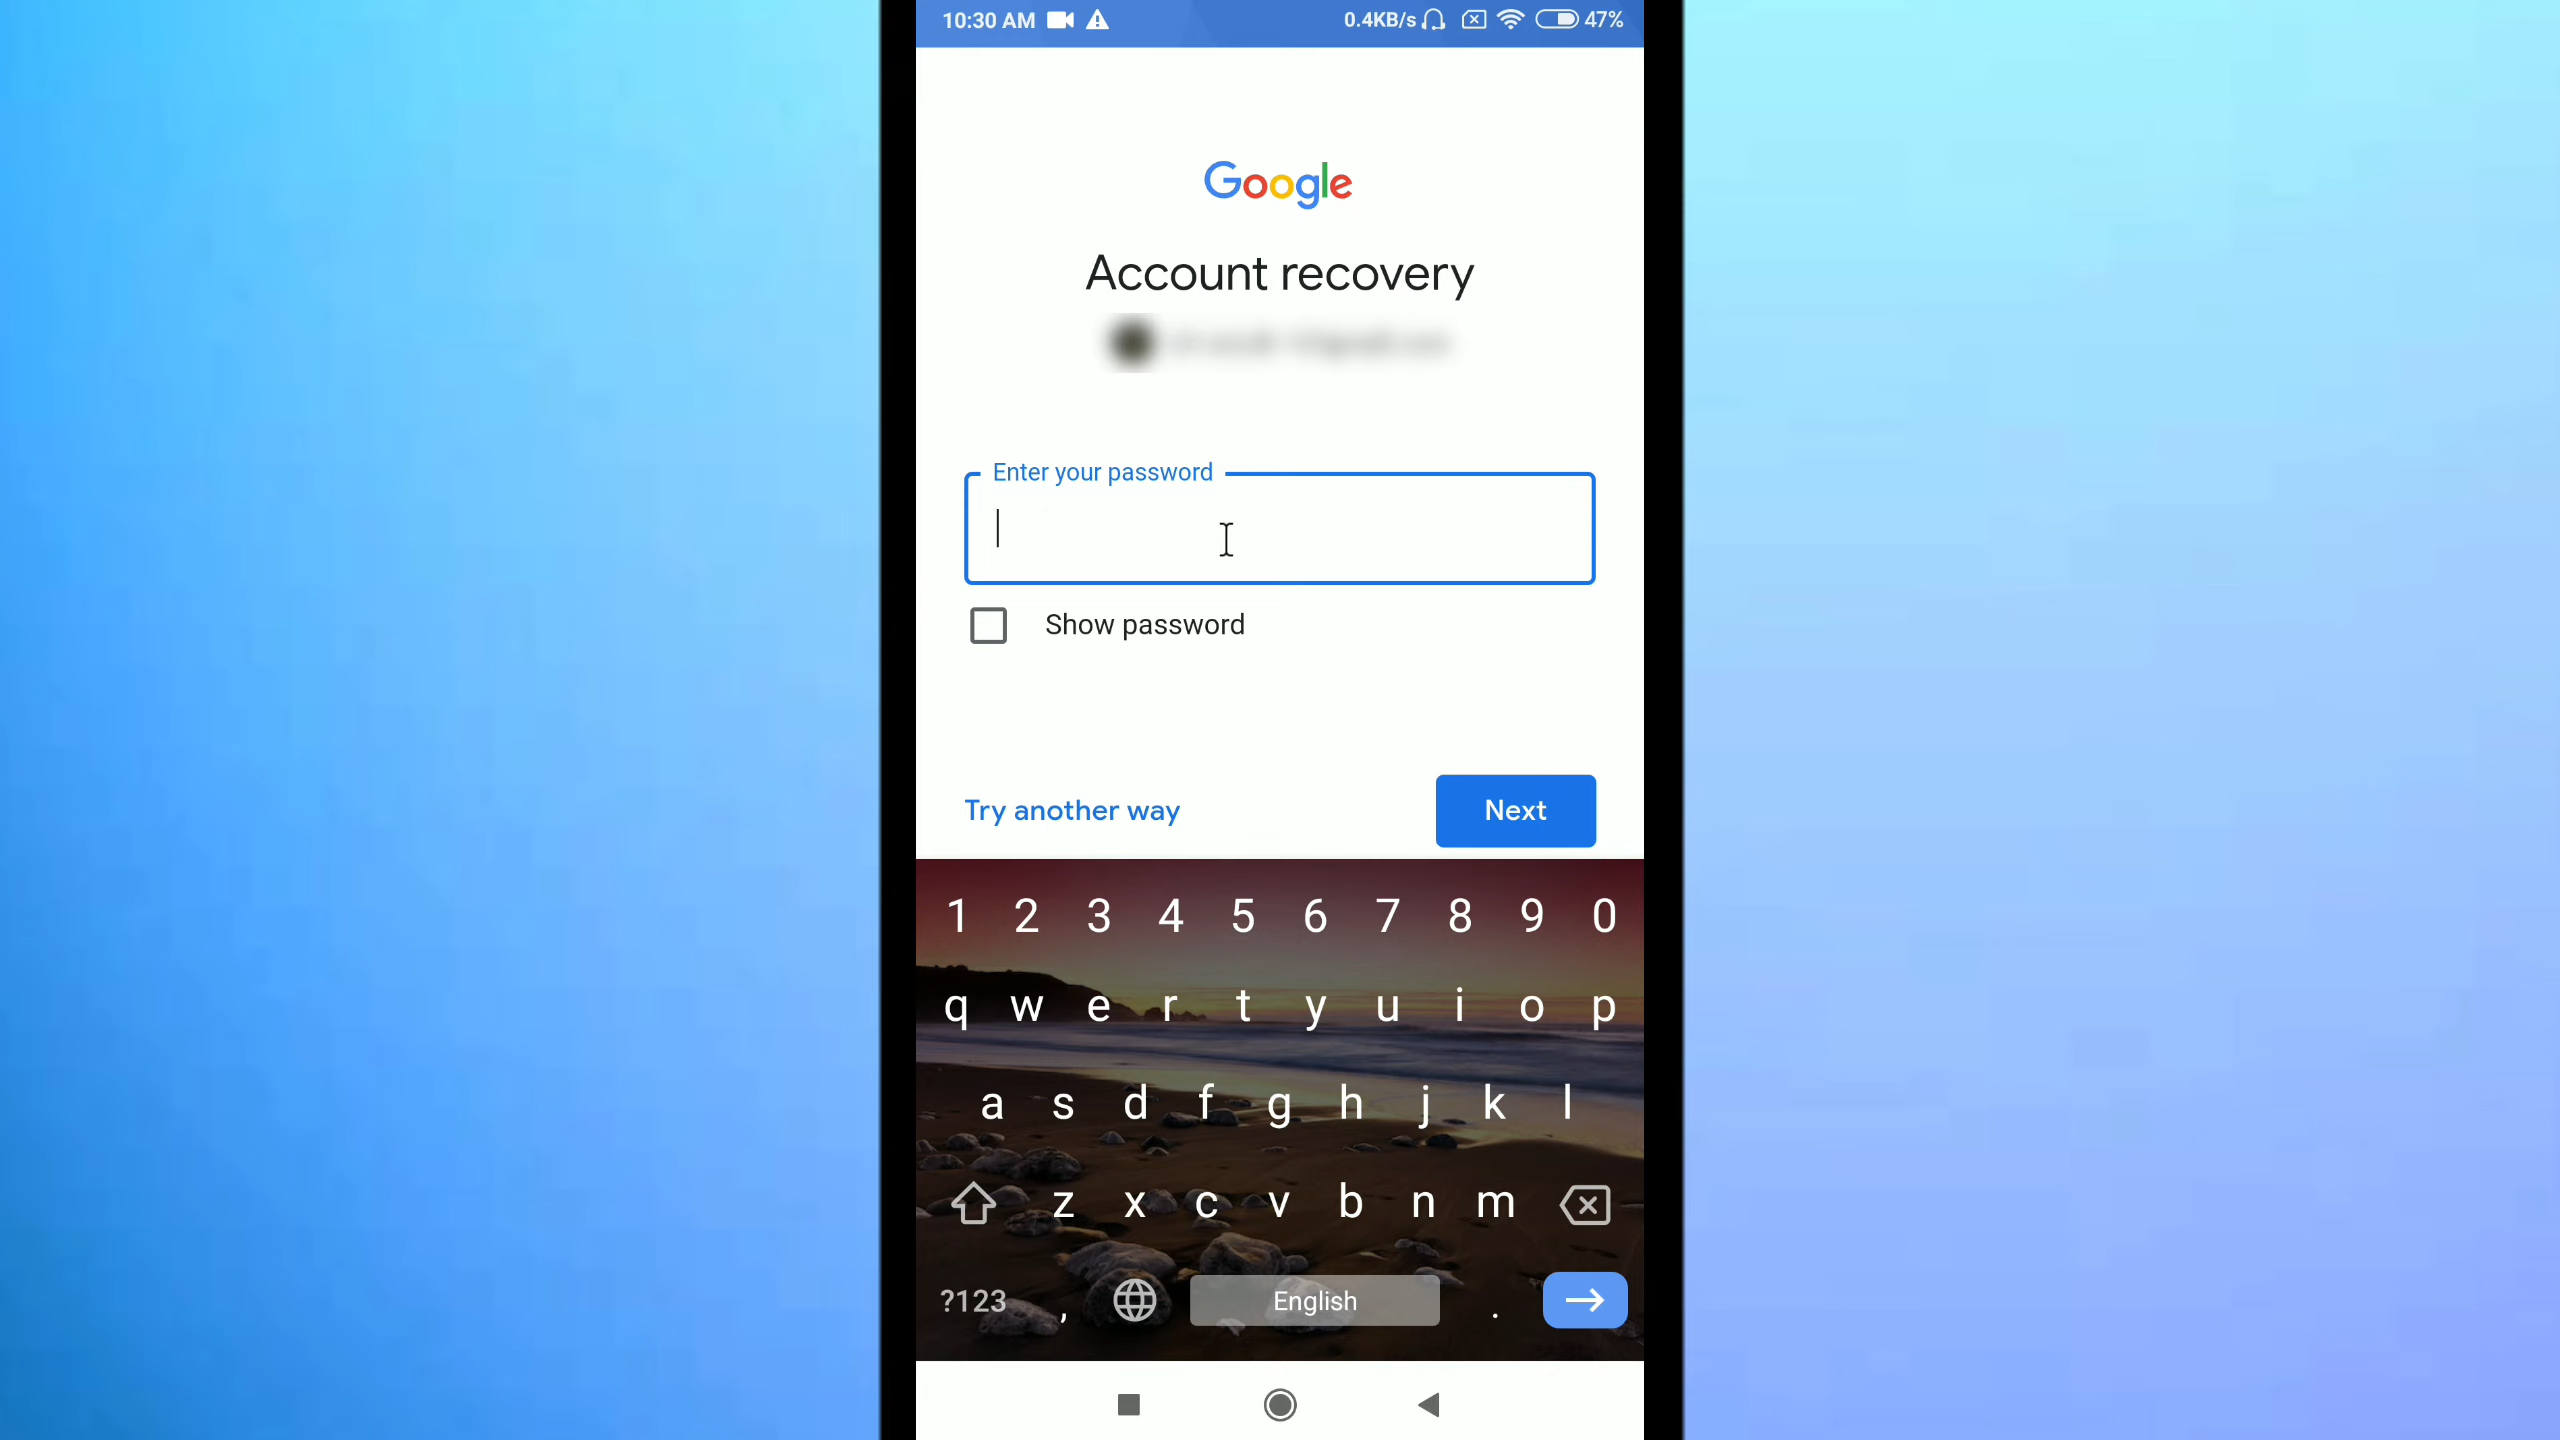 10:30 AM 0.4KB/s 47%
Google
Account recovery
Enter your password
Show password
Try another way Next
1 2 3 4 5 6 7 8 9 0
q w e r t y u i o p
a s d f g h j k l
z x c v b n m
?123 , English .